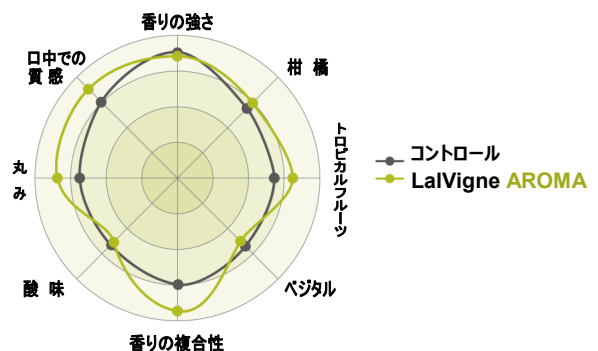 香りの強さ
口中での
質感
柑橘
トロピカルフルーツ
コントロール
LalVigne AROMA
丸
み
酸味
ベジタル
香りの複合性